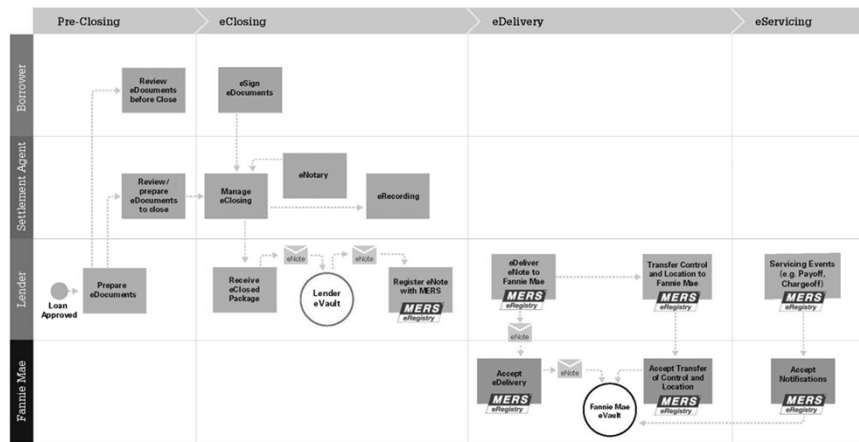 Pre-Closing
eClosing
eDelivery
eServicing
Borrower
Review
eDocuments
before Close
eSign
eDocuments
Settlement Agent
Review /
prepare
eDocuments
to close
Manage
eClosing
eNotary
eRecording
Lender
Loan
Approved
Prepare
eDocuments
Receive
eClosed
Package
eNote
Lender
eVault
eNote
Register eNote
with MERS
MERS
eRegistry
eDeliver
eNote to
Fannie Mae
MERS
eRegistry
Transfer Control
and Location to
Fannie Mae
MERS
eRegistry
Servicing Events
(e.g. Payoff,
Chargeoff)
MERS
eRegistry
eNote
Fannie Mae
Accept
eDelivery
MERS
eRegistry
eNote
Fannie Mae
eVault
Accept Transfer
of Control and
Location
MERS
eRegistry
Accept
Notifications
MERS
eRegistry